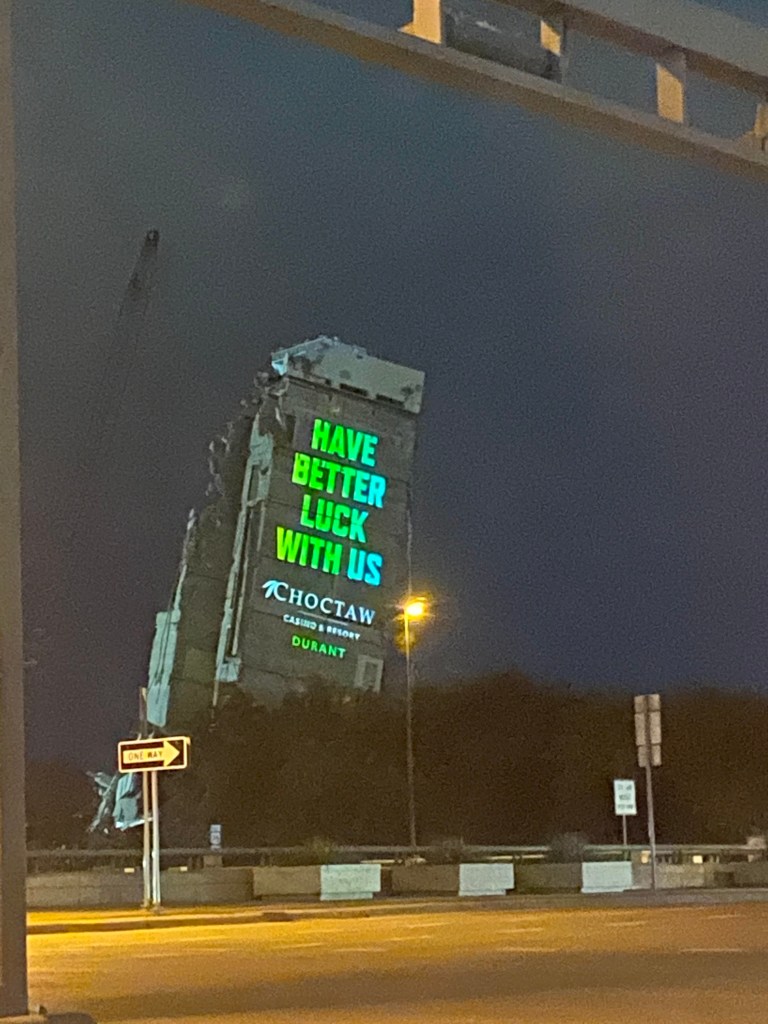 HAVE
BETTER
LUCK
WITH US
CHOCTAW
CASINO & RESORT
DURANT
ONE WAY